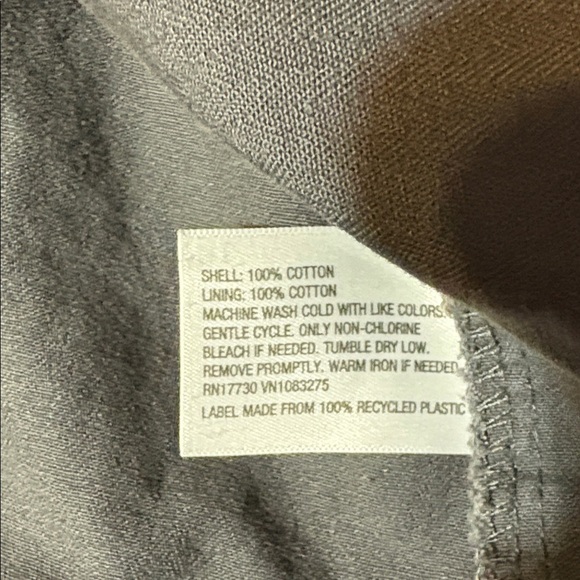 SHELL: 100% COTTON
LINING: 100% COTTON
MACHINE WASH COLD WITH LIKE COLORS.
GENTLE CYCLE. ONLY NON-CHLORINE
BLEACH IF NEEDED. TUMBLE DRY LOW.
REMOVE PROMPTLY. WARM IRON IF NEEDED
RN17730 VN1083275
LABEL MADE FROM 100% RECYCLED PLASTIC